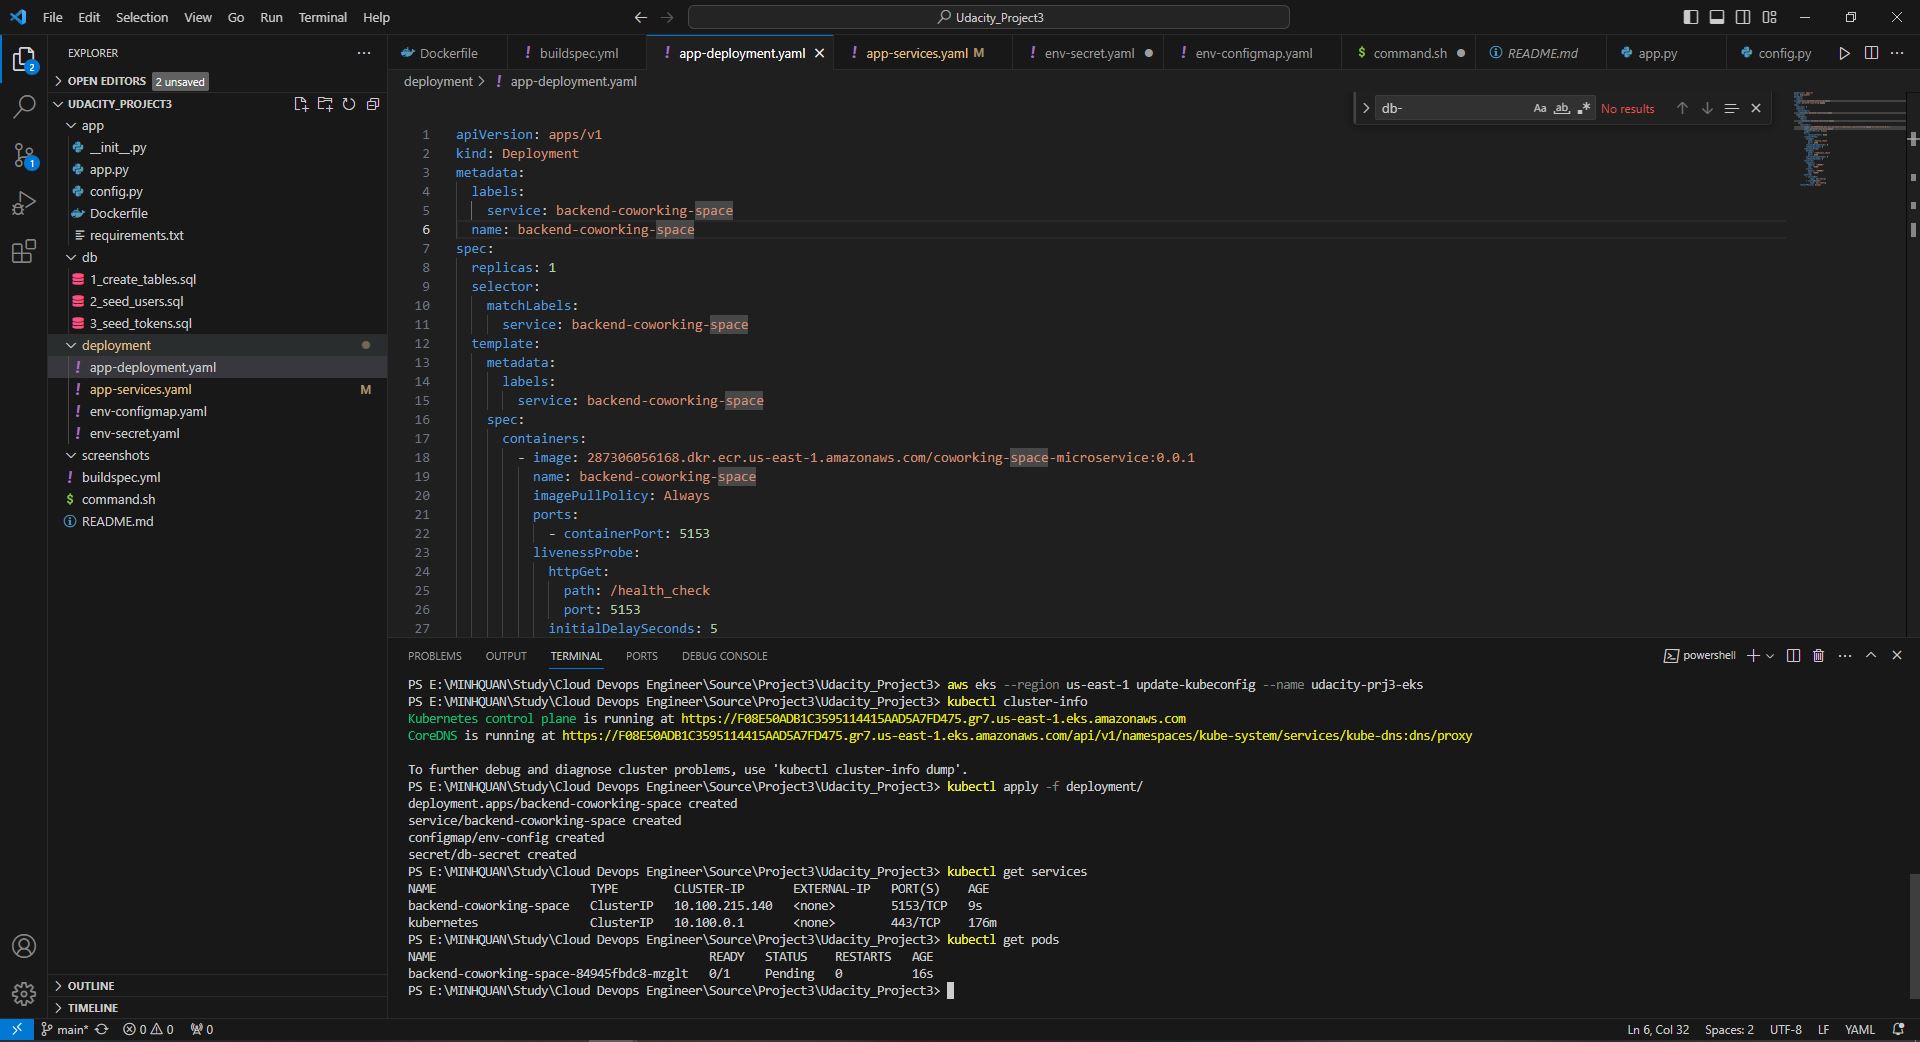 File Edit Selection View Go Run Terminal Help
Udacity_Project3
EXPLORER
OPEN EDITORS 2 unsaved
UDACITY_PROJECT3
app
__init__.py
app.py
config.py
Dockerfile
requirements.txt
db
1_create_tables.sql
2_seed_users.sql
3_seed_tokens.sql
deployment
app-deployment.yaml
app-services.yaml M
env-configmap.yaml
env-secret.yaml
screenshots
buildspec.yml
command.sh
README.md
OUTLINE
TIMELINE
2
1
Dockerfile buildspec.yml app-deployment.yaml app-services.yaml M env-secret.yaml env-configmap.yaml command.sh README.md app.py config.py
deployment > app-deployment.yaml
db- Aa ab No results
1 apiVersion: apps/v1
2 kind: Deployment
3 metadata:
4 labels:
5 service: backend-coworking-space
6 name: backend-coworking-space
7 spec:
8 replicas: 1
9 selector:
10 matchLabels:
11 service: backend-coworking-space
12 template:
13 metadata:
14 labels:
15 service: backend-coworking-space
16 spec:
17 containers:
18 - image: 287306056168.dkr.ecr.us-east-1.amazonaws.com/coworking-space-microservice:0.0.1
19 name: backend-coworking-space
20 imagePullPolicy: Always
21 ports:
22 - containerPort: 5153
23 livenessProbe:
24 httpGet:
25 path: /health_check
26 port: 5153
27 initialDelaySeconds: 5
PROBLEMS OUTPUT TERMINAL PORTS DEBUG CONSOLE
powershell
PS E:\MINHQUAN\Study\Cloud Devops Engineer\Source\Project3\Udacity_Project3> aws eks --region us-east-1 update-kubeconfig --name udacity-prj3-eks
PS E:\MINHQUAN\Study\Cloud Devops Engineer\Source\Project3\Udacity_Project3> kubectl cluster-info
Kubernetes control plane is running at https://F08E50ADB1C3595114415AAD5A7FD475.gr7.us-east-1.eks.amazonaws.com
CoreDNS is running at https://F08E50ADB1C3595114415AAD5A7FD475.gr7.us-east-1.eks.amazonaws.com/api/v1/namespaces/kube-system/services/kube-dns:dns/proxy
To further debug and diagnose cluster problems, use 'kubectl cluster-info dump'.
PS E:\MINHQUAN\Study\Cloud Devops Engineer\Source\Project3\Udacity_Project3> kubectl apply -f deployment/
deployment.apps/backend-coworking-space created
service/backend-coworking-space created
configmap/env-config created
secret/db-secret created
PS E:\MINHQUAN\Study\Cloud Devops Engineer\Source\Project3\Udacity_Project3> kubectl get services
NAME TYPE CLUSTER-IP EXTERNAL-IP PORT(S) AGE
backend-coworking-space ClusterIP 10.100.215.140 <none> 5153/TCP 9s
kubernetes ClusterIP 10.100.0.1 <none> 443/TCP 176m
PS E:\MINHQUAN\Study\Cloud Devops Engineer\Source\Project3\Udacity_Project3> kubectl get pods
NAME READY STATUS RESTARTS AGE
backend-coworking-space-84945fbdc8-mzglt 0/1 Pending 0 16s
PS E:\MINHQUAN\Study\Cloud Devops Engineer\Source\Project3\Udacity_Project3>
main* 0 0 0
Ln 6, Col 32 Spaces: 2 UTF-8 LF YAML